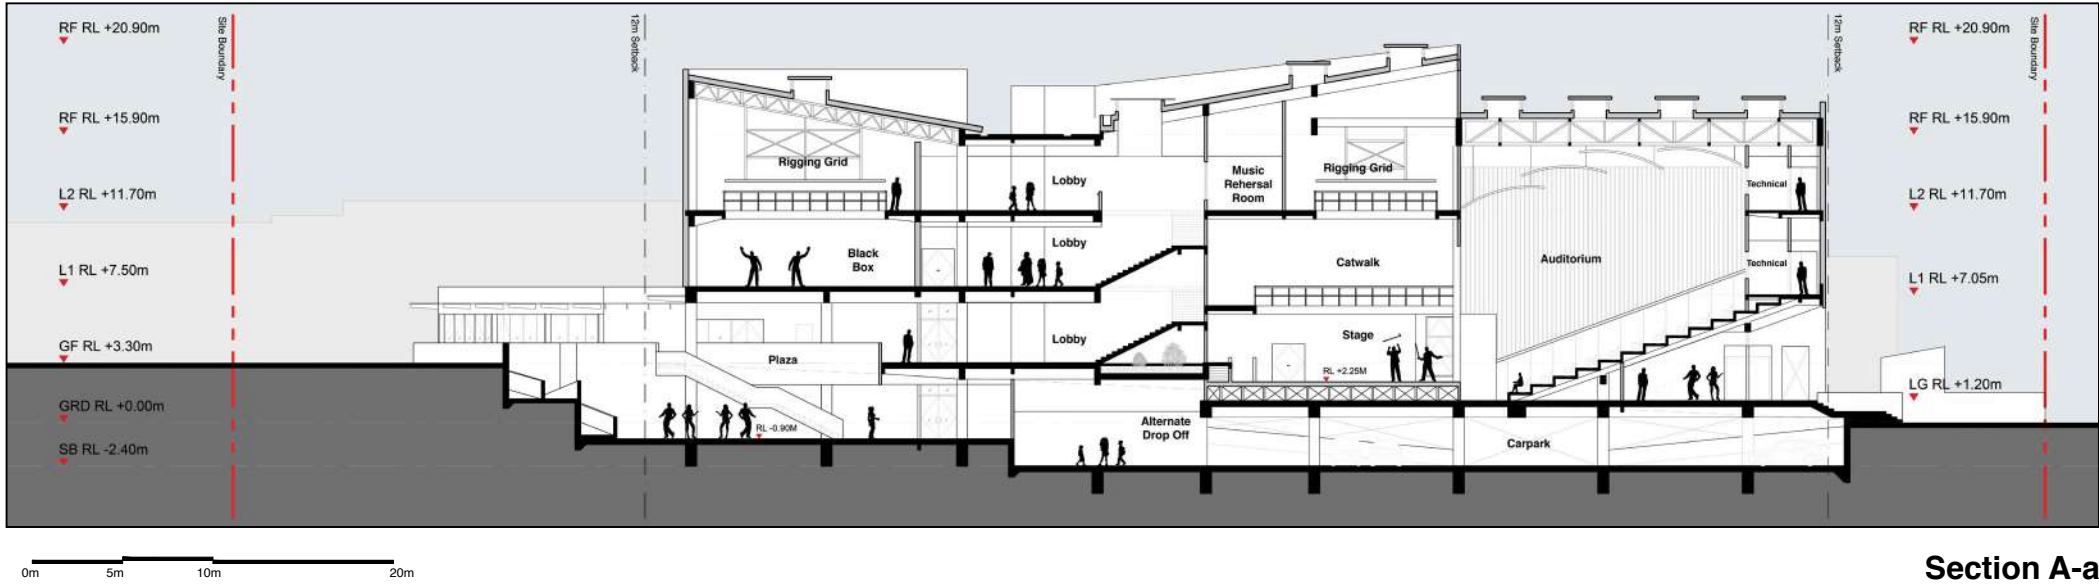 RF RL +20.90m
Site Boundary
12m Setback
12m Setback
RF RL +20.90m
Site Boundary
RF RL +15.90m
RF RL +15.90m
Rigging Grid
Lobby
Music
Rehersal
Room
Rigging Grid
Technical
L2 RL +11.70m
L2 RL +11.70m
Black
Box
Lobby
Catwalk
Auditorium
Technical
L1 RL +7.50m
L1 RL +7.05m
GF RL +3.30m
Plaza
Lobby
Stage
RL +2.25M
LG RL +1.20m
GRD RL +0.00m
RL -0.90M
Alternate
Drop Off
Carpark
SB RL -2.40m
0m 5m 10m 20m
Section A-a